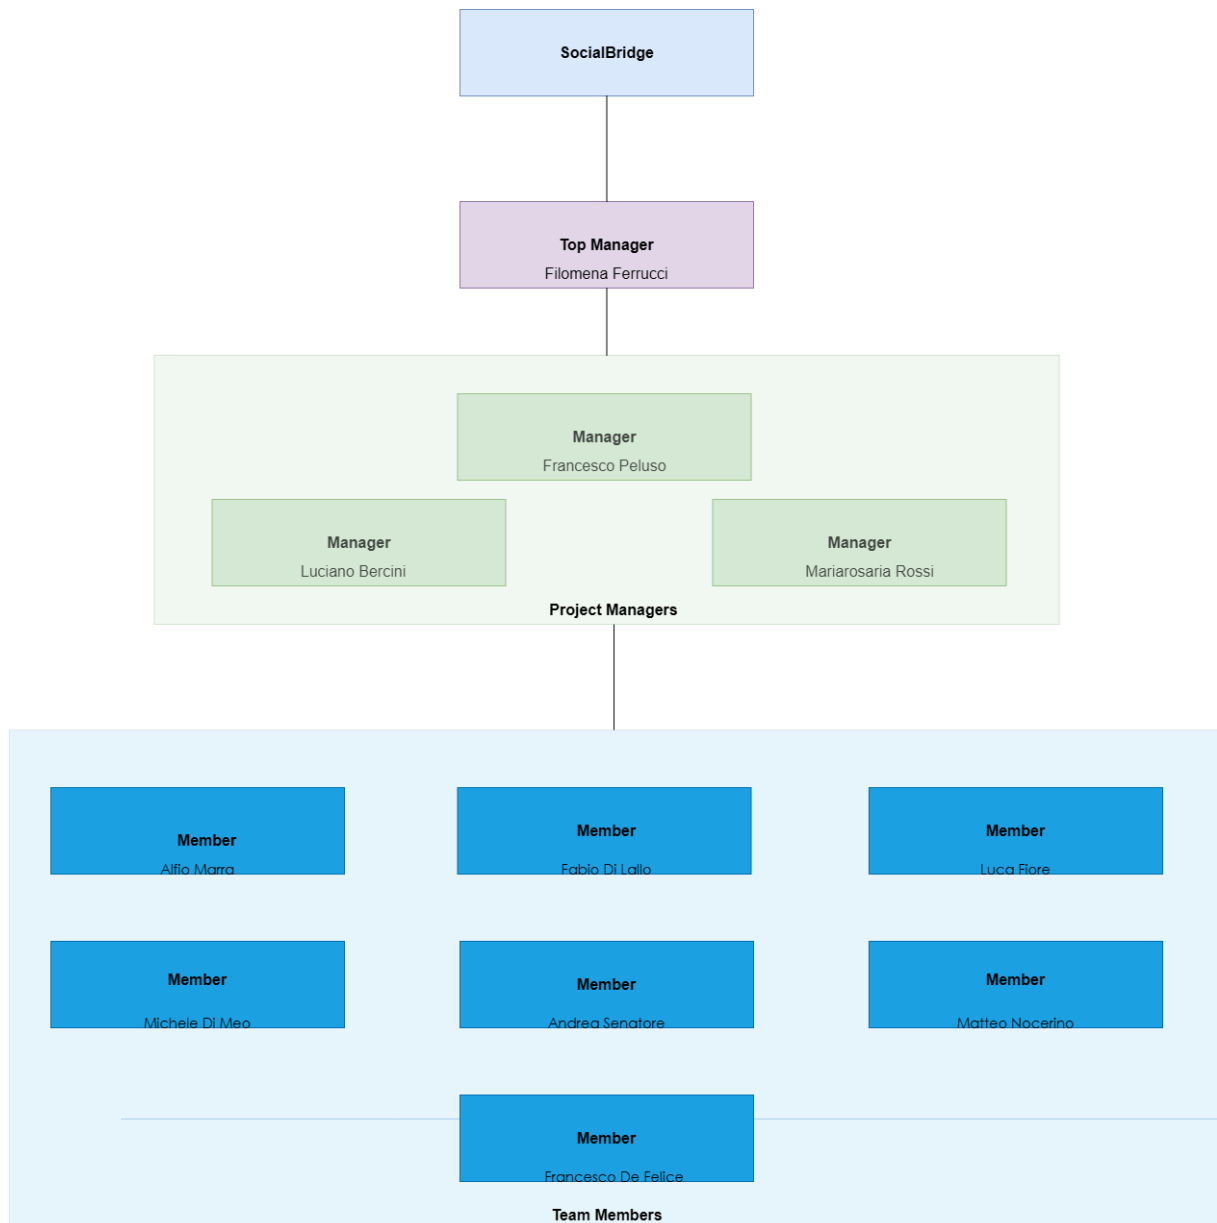 SocialBridge
Top Manager
Filomena Ferrucci
Manager
Francesco Peluso
Manager
Luciano Bercini
Manager
Mariarosaria Rossi
Project Managers
Member
Alfio Marra
Member
Fabio Di Lallo
Member
Luca Fiore
Member
Michele Di Meo
Member
Andrea Senatore
Member
Matteo Nocerino
Member
Francesco De Felice
Team Members